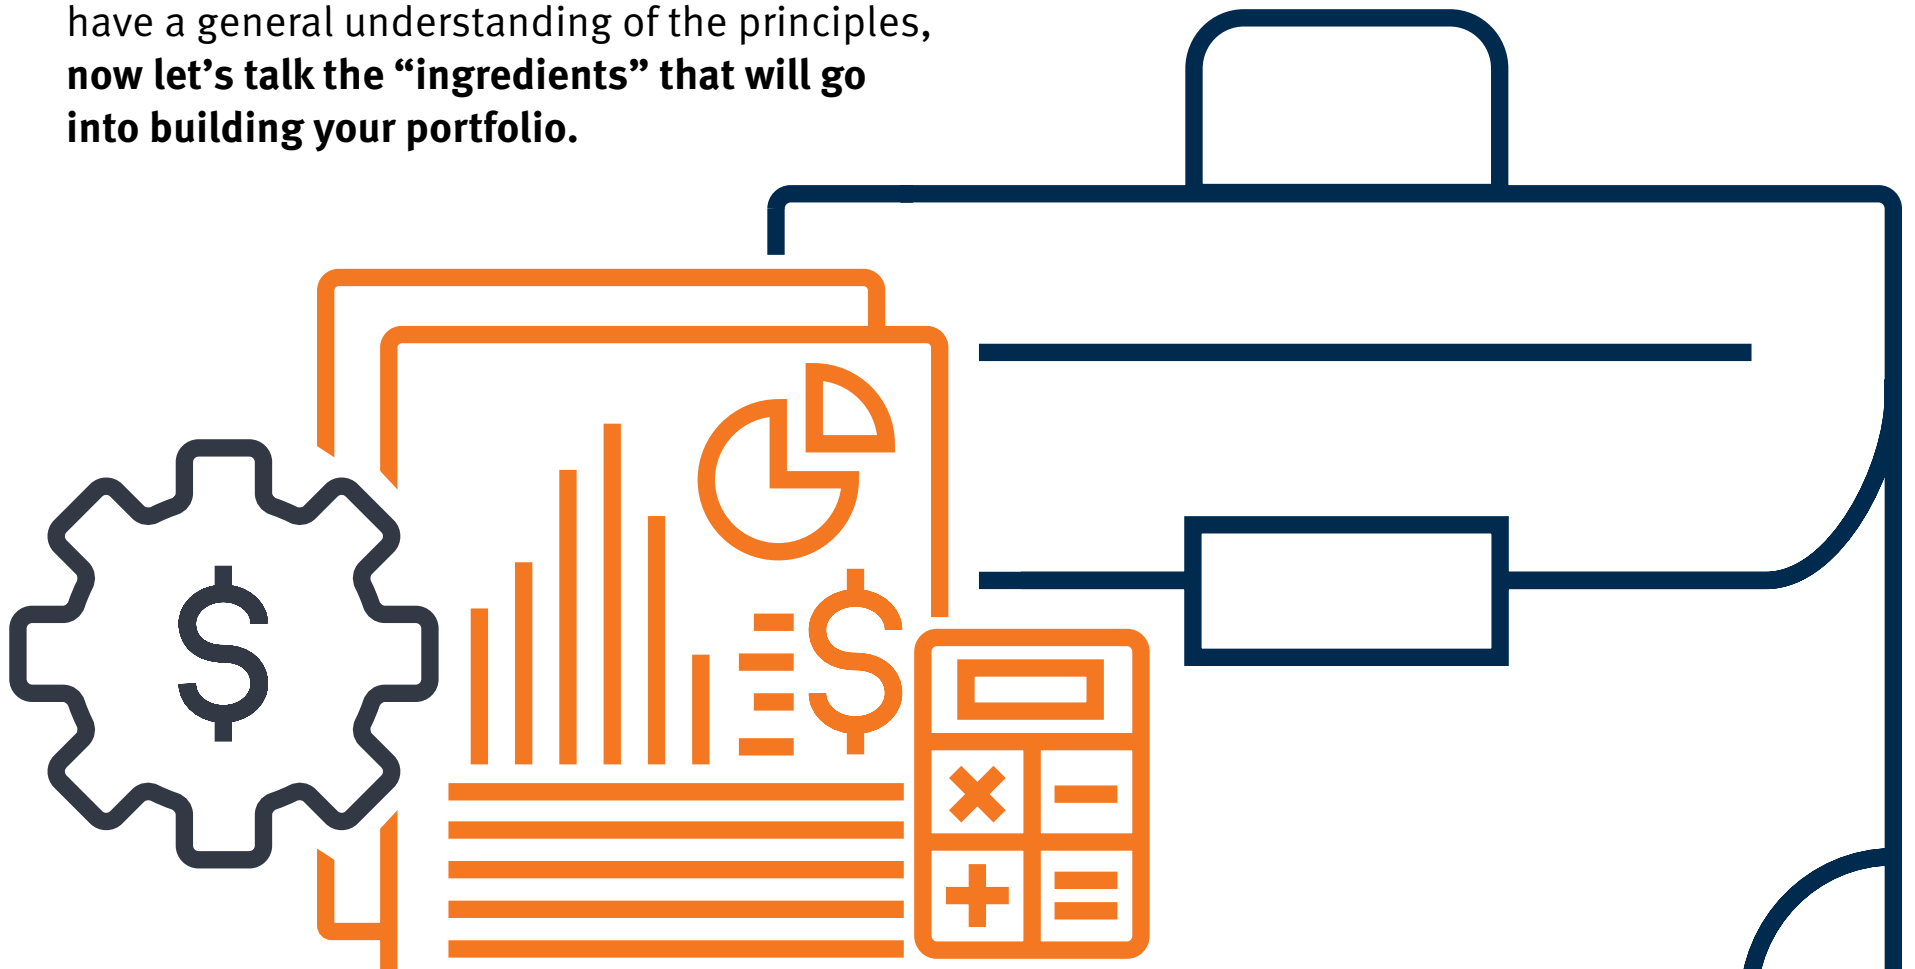 have a general understanding of the principles,
now let’s talk the “ingredients” that will go
into building your portfolio.
$
$